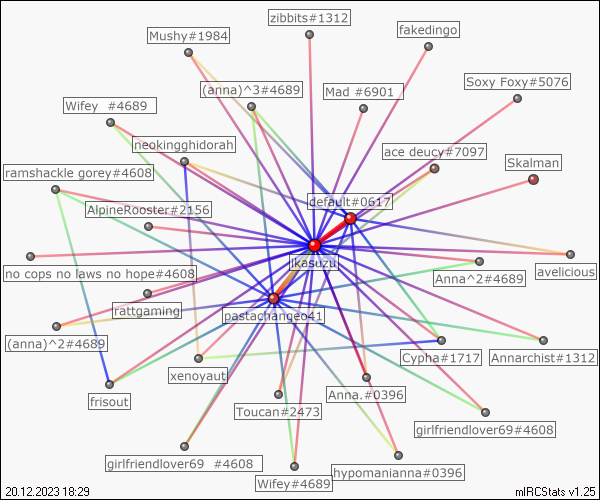 zibbits#1312
fakedingo
Mushy#1984
Soxy Foxy#5076
(anna)^3#4689
Mad #6901
Wifey  #4689
neokingghidorah
ace deucy#7097
Skalman
ramshackle gorey#4608
default#0617
AlpineRooster#2156
ikasuzu
no cops no laws no hope#4608
Anna^2#4689
avelicious
rattgaming
pastachangeo41
(anna)^2#4689
Cypha#1717
Annarchist#1312
xenoyaut
frisout
Anna.#0396
Toucan#2473
girlfriendlover69#4608
girlfriendlover69  #4608
hypomanianna#0396
Wifey#4689
20.12.2023 18:29
mIRCStats v1.25